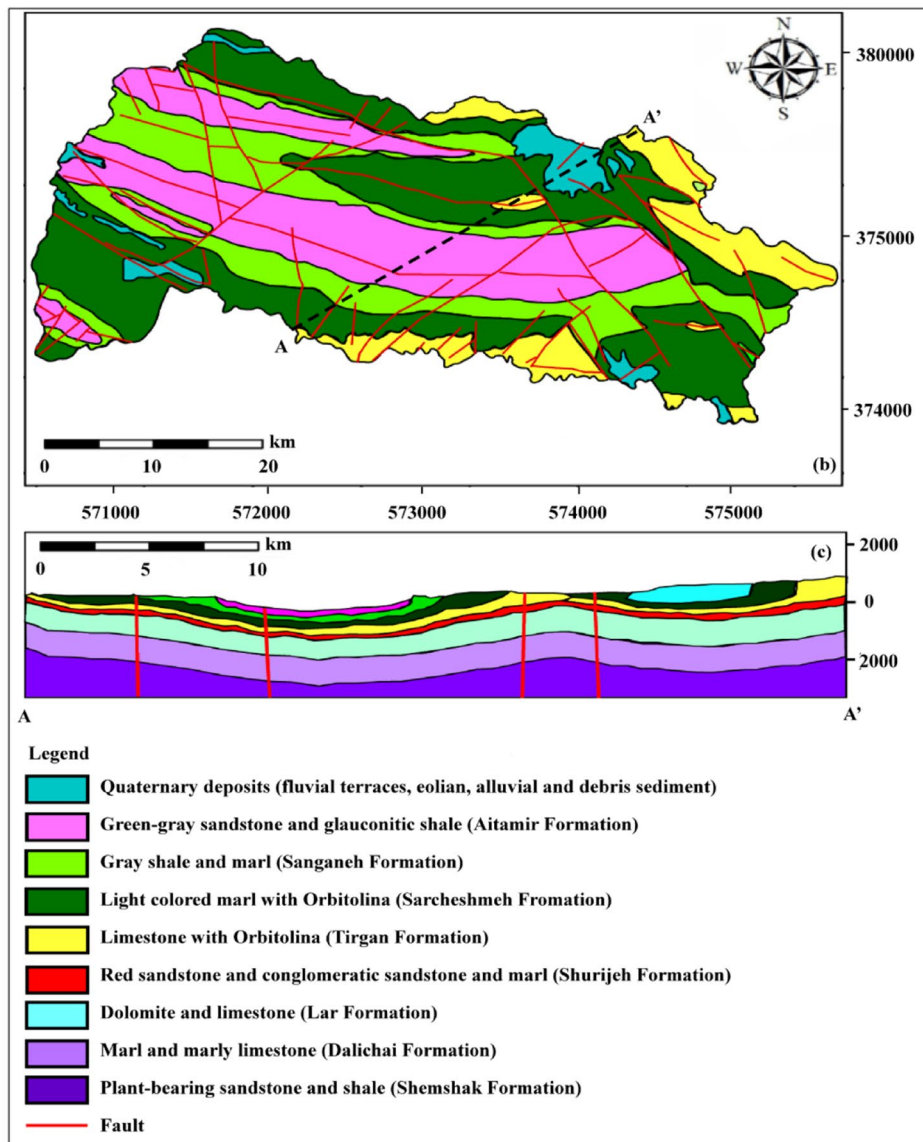 N
W E
S
380000
A'
375000
A
374000
km
0 10 20
(b)
571000 572000 573000 574000 575000
km
0 5 10
(c)
2000
0
2000
A A'
Legend
Quaternary deposits (fluvial terraces, eolian, alluvial and debris sediment)
Green-gray sandstone and glauconitic shale (Aitamir Formation)
Gray shale and marl (Sanganeh Formation)
Light colored marl with Orbitolina (Sarcheshmeh Fromation)
Limestone with Orbitolina (Tirgan Formation)
Red sandstone and conglomeratic sandstone and marl (Shurijeh Formation)
Dolomite and limestone (Lar Formation)
Marl and marly limestone (Dalichai Formation)
Plant-bearing sandstone and shale (Shemshak Formation)
Fault